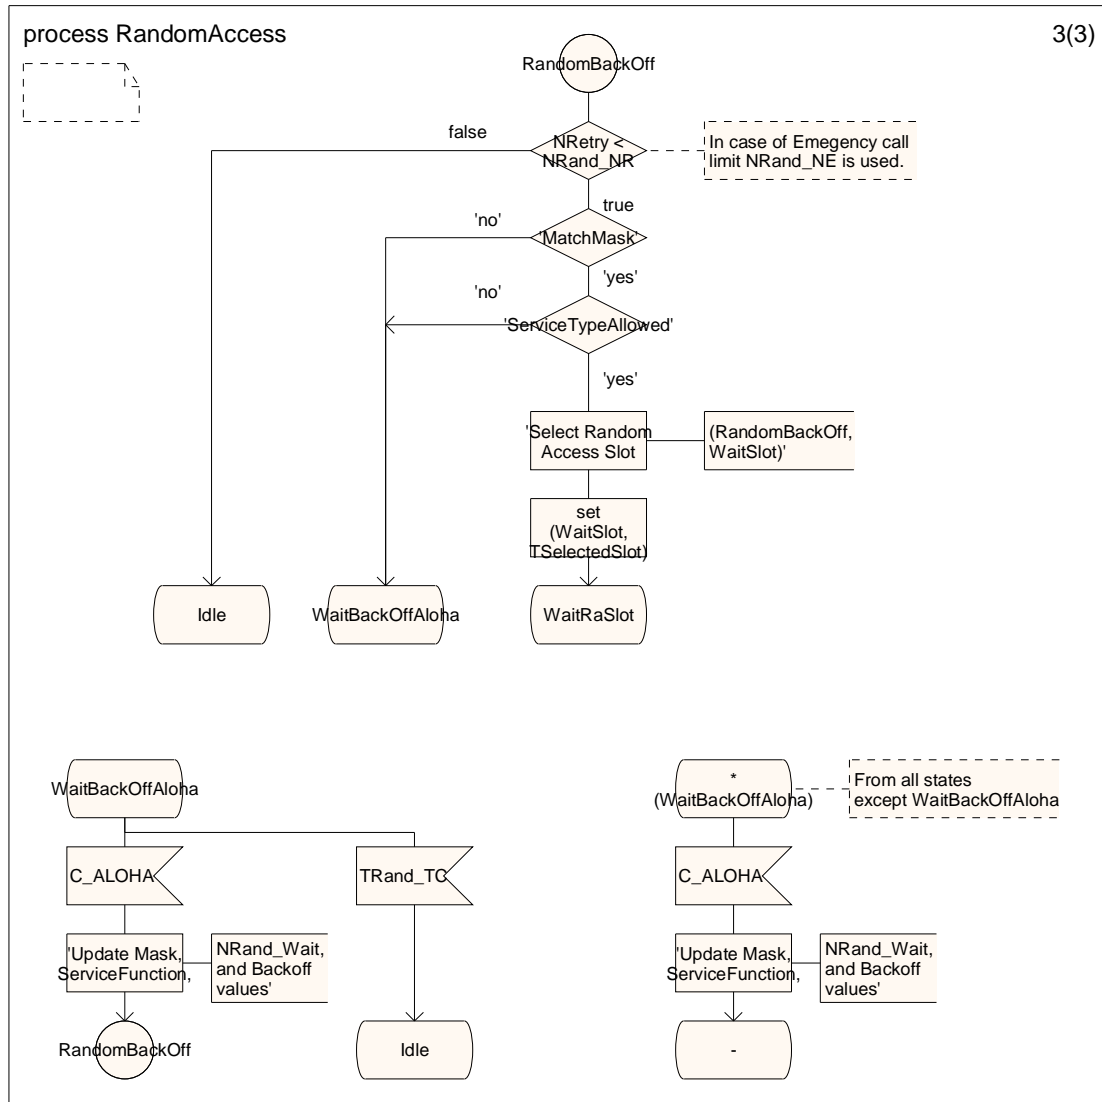 process RandomAccess
3(3)
RandomBackOff
false
NRetry <
NRand_NR
In case of Emegency call
limit NRand_NE is used.
true
'no'
'MatchMask'
'yes'
'no'
'ServiceTypeAllowed'
'yes'
'Select Random
Access Slot
(RandomBackOff,
WaitSlot)'
set
(WaitSlot,
TSelectedSlot)
Idle
WaitBackOffAloha
WaitRaSlot
WaitBackOffAloha
*
(WaitBackOffAloha)
From all states
except WaitBackOffAloha
C_ALOHA
TRand_TO
C_ALOHA
'Update Mask,
ServiceFunction,
NRand_Wait,
and Backoff
values'
'Update Mask,
ServiceFunction,
NRand_Wait,
and Backoff
values'
RandomBackOff
Idle
-